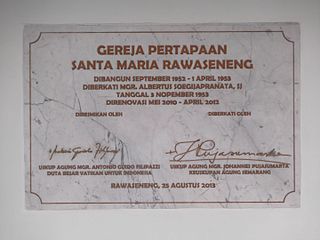 GEREJA PERTAPAAN
SANTA MARIA RAWASENENG
DIBANGUN SEPTEMBER 1952 - 1 APRIL 1953
DIBERKATI MGR. ALBERTUS SOEGIJAPRANATA, SJ
TANGGAL 3 NOPEMBER 1953
DIRENOVASI MEI 2010 - APRIL 2012
DIRESMIKAN OLEH DIBERKATI OLEH
USKUP AGUNG MGR. ANTONIO GUIDO FILIPAZZI USKUP AGUNG MGR. JOHANNES PUJASUMARTA
DUTA BESAR VATIKAN UNTUK INDONESIA KEUSKUPAN AGUNG SEMARANG
RAWASENENG, 25 AGUSTUS 2013